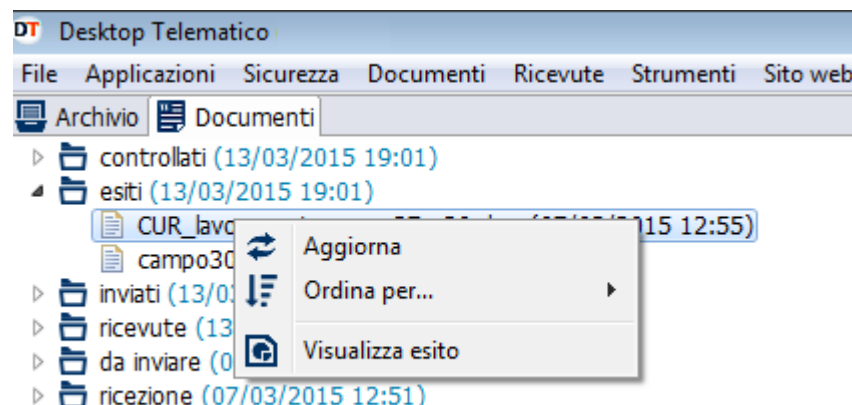 DT Desktop Telematico
File Applicazioni Sicurezza Documenti Ricevute Strumenti Sito web
Archivio Documenti
controllati (13/03/2015 19:01)
esiti (13/03/2015 19:01)
CUR_lavo 015 12:55)
campo30
inviati (13/0
ricevute (13
da inviare (0
ricezione (07/03/2015 12:51)
Aggiorna
Ordina per...
Visualizza esito